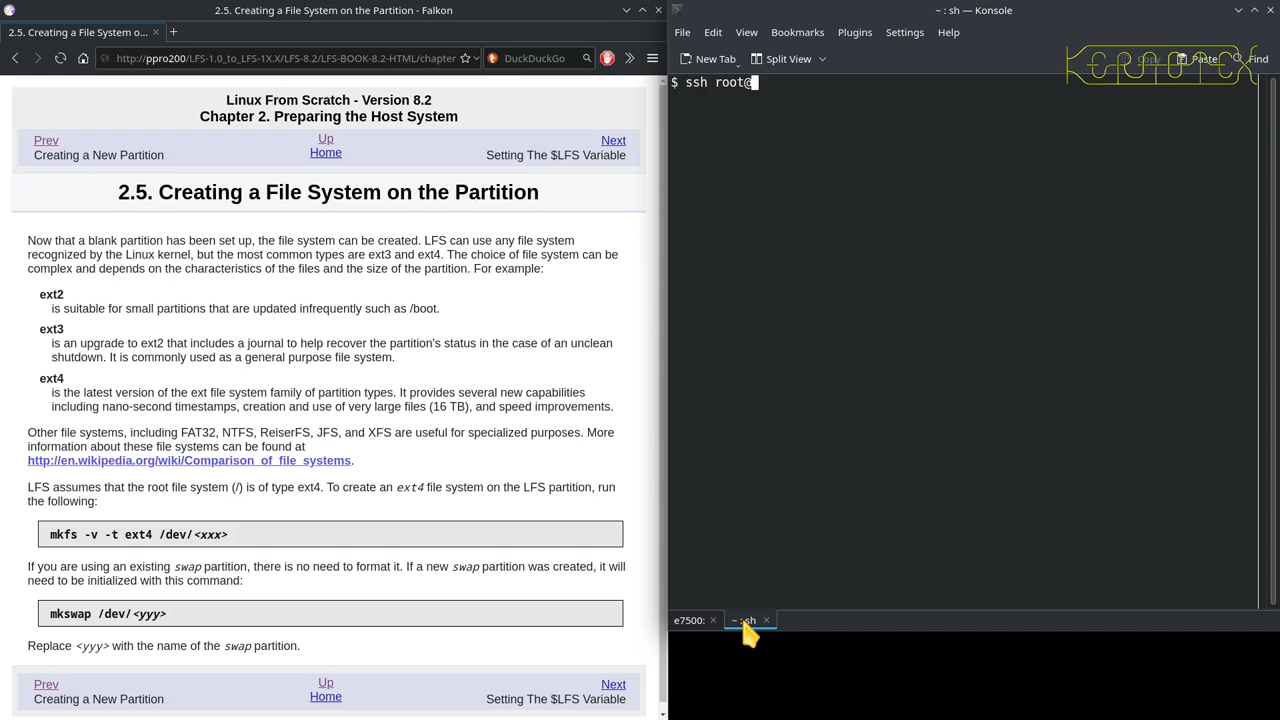 2.5. Creating a File System on the Partition - Falkon
2.5. Creating a File System o...
http://ppro200/LFS-1.0_to_LFS-1X.X/LFS-8.2/LFS-BOOK-8.2-HTML/chapter
DuckDuckGo
Linux From Scratch - Version 8.2
Chapter 2. Preparing the Host System
Prev Up Next
Creating a New Partition Home Setting The $LFS Variable
2.5. Creating a File System on the Partition
Now that a blank partition has been set up, the file system can be created. LFS can use any file system
recognized by the Linux kernel, but the most common types are ext3 and ext4. The choice of file system can be
complex and depends on the characteristics of the files and the size of the partition. For example:
ext2
is suitable for small partitions that are updated infrequently such as /boot.
ext3
is an upgrade to ext2 that includes a journal to help recover the partition's status in the case of an unclean
shutdown. It is commonly used as a general purpose file system.
ext4
is the latest version of the ext file system family of partition types. It provides several new capabilities
including nano-second timestamps, creation and use of very large files (16 TB), and speed improvements.
Other file systems, including FAT32, NTFS, ReiserFS, JFS, and XFS are useful for specialized purposes. More
information about these file systems can be found at
http://en.wikipedia.org/wiki/Comparison_of_file_systems.
LFS assumes that the root file system (/) is of type ext4. To create an ext4 file system on the LFS partition, run
the following:
mkfs -v -t ext4 /dev/<xxx>
If you are using an existing swap partition, there is no need to format it. If a new swap partition was created, it will
need to be initialized with this command:
mkswap /dev/<yyy>
Replace <yyy> with the name of the swap partition.
Prev Up Next
Creating a New Partition Home Setting The $LFS Variable
~ : sh — Konsole
File Edit View Bookmarks Plugins Settings Help
New Tab Split View Copy Paste Find
$ ssh root@
e7500: ~ : sh